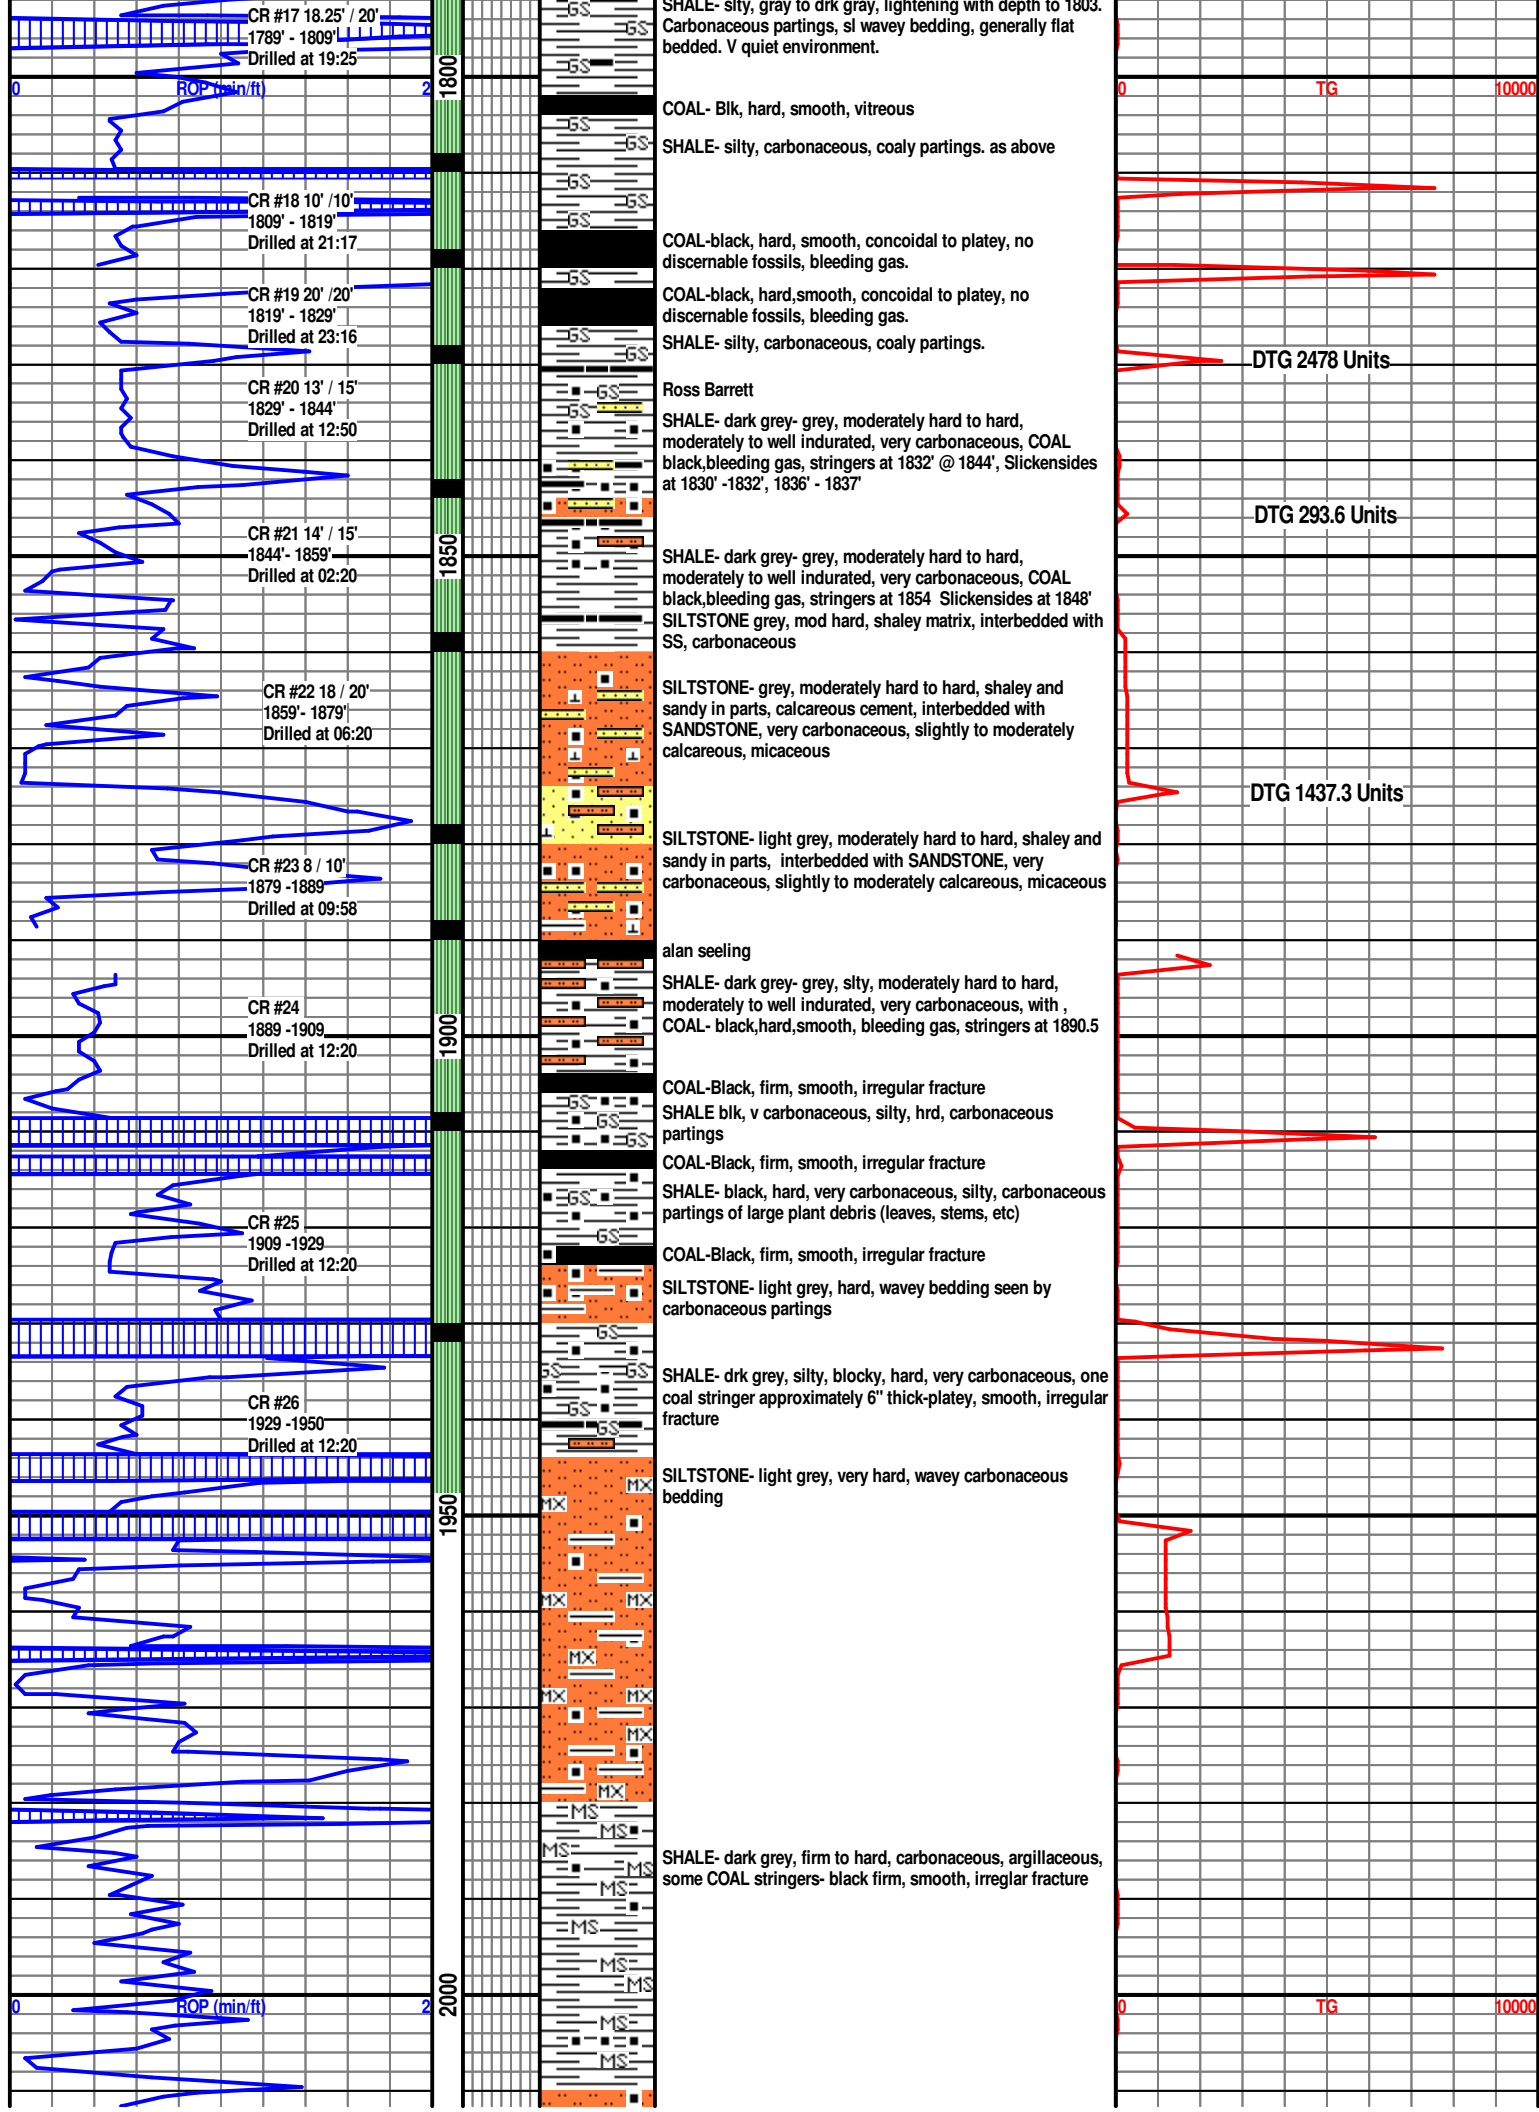 CR #17 18.25' / 20'
1789' - 1809'
Drilled at 19:25
0 ROP (min/ft) 2
1800
SHALE- slty, gray to drk gray, lightening with depth to 1803.
Carbonaceous partings, sl wavey bedding, generally flat
bedded. V quiet environment.
0 TG 10000
COAL- Blk, hard, smooth, vitreous
SHALE- silty, carbonaceous, coaly partings. as above
CR #18 10' /10'
1809' - 1819'
Drilled at 21:17
COAL-black, hard, smooth, concoidal to platey, no
discernable fossils, bleeding gas.
CR #19 20' /20'
1819' - 1829'
Drilled at 23:16
COAL-black, hard,smooth, concoidal to platey, no
discernable fossils, bleeding gas.
SHALE- silty, carbonaceous, coaly partings.
DTG 2478 Units
CR #20 13' / 15'
1829' - 1844'
Drilled at 12:50
Ross Barrett
SHALE- dark grey- grey, moderately hard to hard,
moderately to well indurated, very carbonaceous, COAL
black,bleeding gas, stringers at 1832' @ 1844', Slickensides
at 1830' -1832', 1836' - 1837'
DTG 293.6 Units
CR #21 14' / 15'
1844'- 1859'
Drilled at 02:20
1850
SHALE- dark grey- grey, moderately hard to hard,
moderately to well indurated, very carbonaceous, COAL
black,bleeding gas, stringers at 1854 Slickensides at 1848'
SILTSTONE grey, mod hard, shaley matrix, interbedded with
SS, carbonaceous
CR #22 18 / 20'
1859'- 1879'
Drilled at 06:20
SILTSTONE- grey, moderately hard to hard, shaley and
sandy in parts, calcareous cement, interbedded with
SANDSTONE, very carbonaceous, slightly to moderately
calcareous, micaceous
DTG 1437.3 Units
CR #23 8 / 10'
1879 -1889
Drilled at 09:58
SILTSTONE- light grey, moderately hard to hard, shaley and
sandy in parts, interbedded with SANDSTONE, very
carbonaceous, slightly to moderately calcareous, micaceous
alan seeling
CR #24
1889 -1909
Drilled at 12:20
1900
SHALE- dark grey- grey, slty, moderately hard to hard,
moderately to well indurated, very carbonaceous, with ,
COAL- black,hard,smooth, bleeding gas, stringers at 1890.5
COAL-Black, firm, smooth, irregular fracture
SHALE blk, v carbonaceous, silty, hrd, carbonaceous
partings
COAL-Black, firm, smooth, irregular fracture
SHALE- black, hard, very carbonaceous, silty, carbonaceous
partings of large plant debris (leaves, stems, etc)
CR #25
1909 -1929
Drilled at 12:20
COAL-Black, firm, smooth, irregular fracture
SILTSTONE- light grey, hard, wavey bedding seen by
carbonaceous partings
CR #26
1929 -1950
Drilled at 12:20
SHALE- drk grey, silty, blocky, hard, very carbonaceous, one
coal stringer approximately 6" thick-platey, smooth, irregular
fracture
SILTSTONE- light grey, very hard, wavey carbonaceous
bedding
1950
SHALE- dark grey, firm to hard, carbonaceous, argillaceous,
some COAL stringers- black firm, smooth, irreglar fracture
0 ROP (min/ft) 2
2000
0 TG 10000